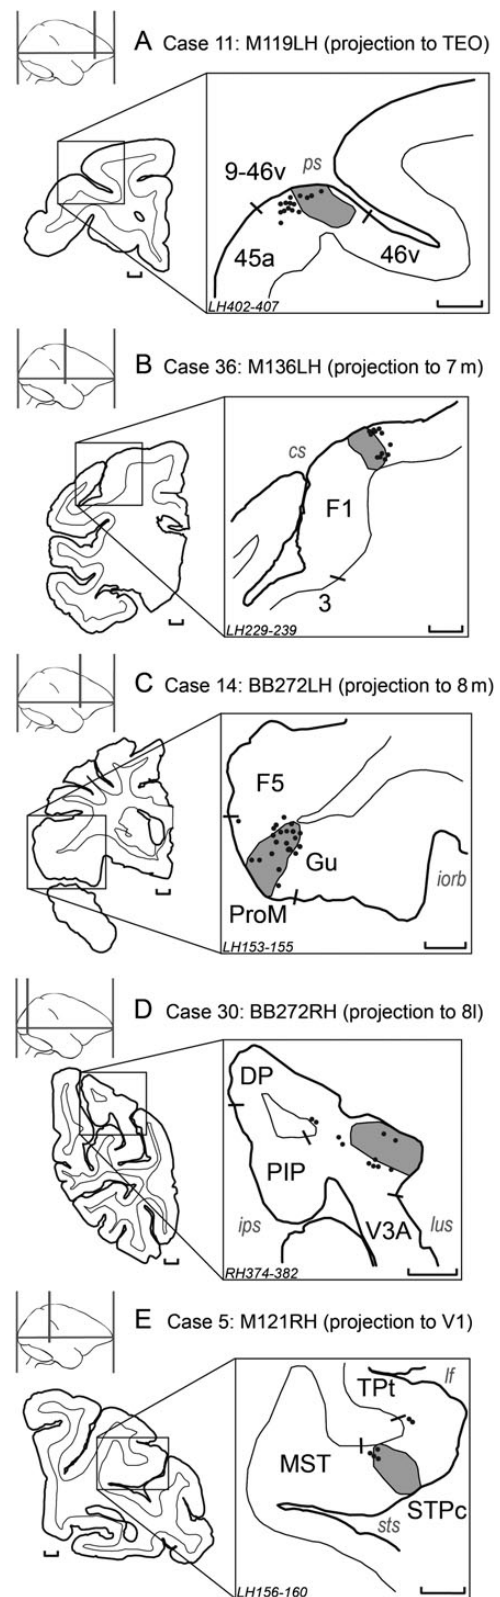 A Case 11: M119LH (projection to TEO)
ps
9-46v
45a
46v
LH402-407
B Case 36: M136LH (projection to 7 m)
cs
F1
3
LH229-239
C Case 14: BB272LH (projection to 8 m)
F5
Gu
iorb
ProM
LH153-155
D Case 30: BB272RH (projection to 8l)
DP
PIP
ips
V3A
lus
RH374-382
E Case 5: M121RH (projection to V1)
lf
TPt
MST
STPc
sts
LH156-160